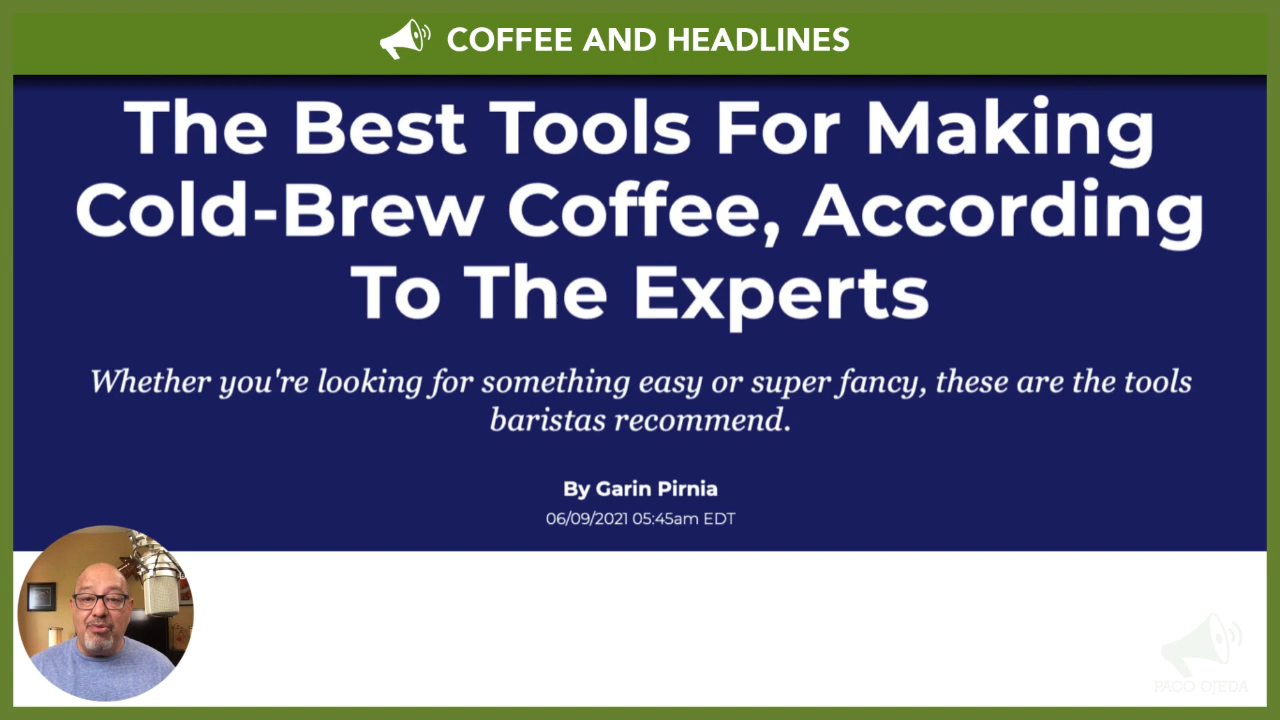 COFFEE AND HEADLINES
The Best Tools For Making
Cold-Brew Coffee, According
To The Experts
Whether you're looking for something easy or super fancy, these are the tools
baristas recommend.
By Garin Pirnia
06/09/2021 05:45am EDT
PACO OJEDA